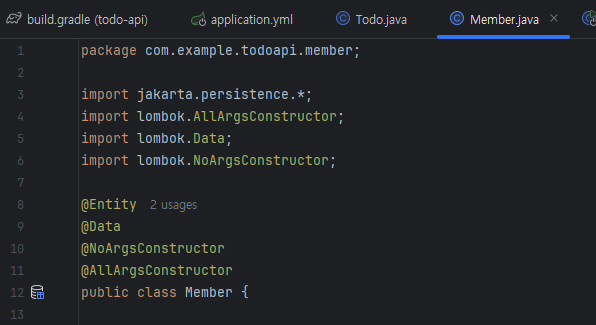 build.gradle (todo-api) application.yml Todo.java Member.java
1 package com.example.todoapi.member;
2
3 import jakarta.persistence.*;
4 import lombok.AllArgsConstructor;
5 import lombok.Data;
6 import lombok.NoArgsConstructor;
7
8 @Entity 2 usages
9 @Data
10 @NoArgsConstructor
11 @AllArgsConstructor
12 public class Member {
13